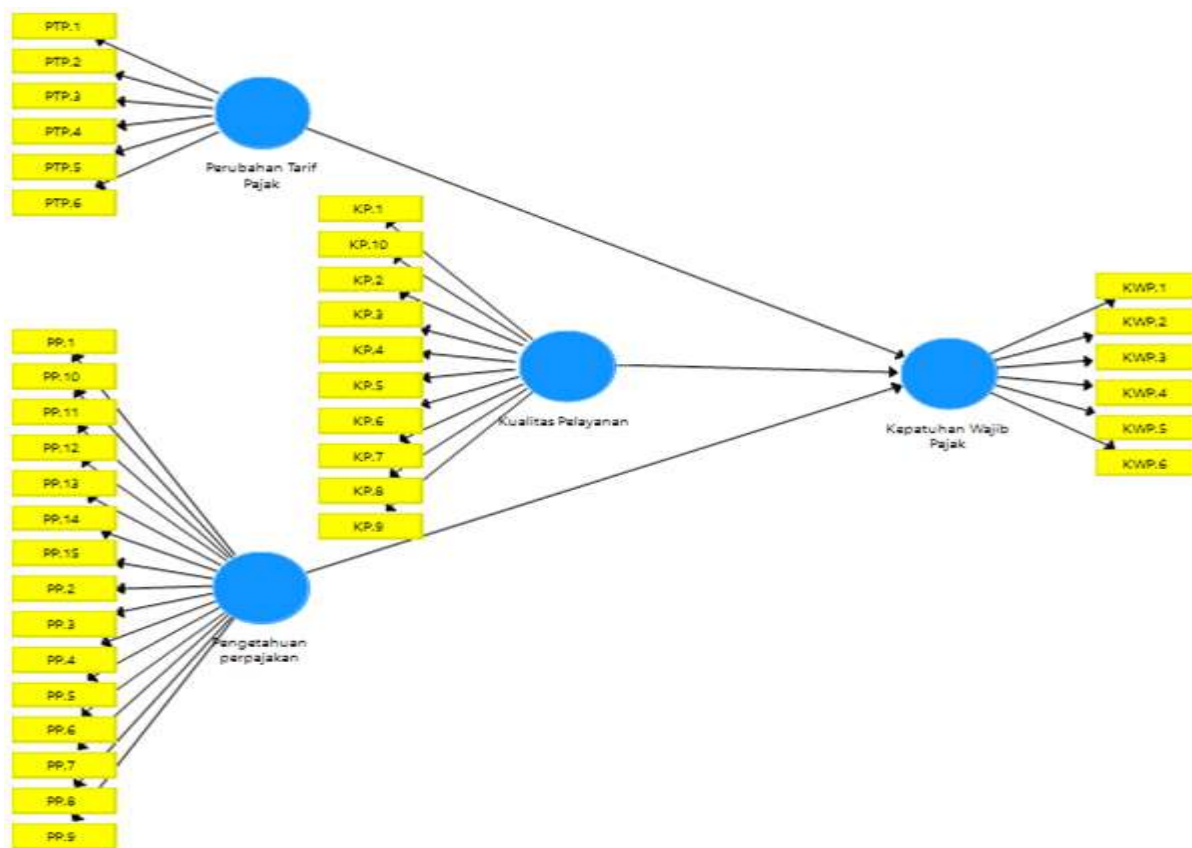 PTP.1
PTP.2
PTP.3
PTP.4
PTP.5
PTP.6
Perubahan Tarif
Pajak
KP.1
KP.10
KP.2
KP.3
KP.4
KP.5
KP.6
KP.7
KP.8
KP.9
Kualitas Pelayanan
PP.1
PP.10
PP.11
PP.12
PP.13
PP.14
PP.15
PP.2
PP.3
PP.4
PP.5
PP.6
PP.7
PP.8
PP.9
Pengetahuan
perpajakan
Kepatuhan Wajib
Pajak
KWP.1
KWP.2
KWP.3
KWP.4
KWP.5
KWP.6